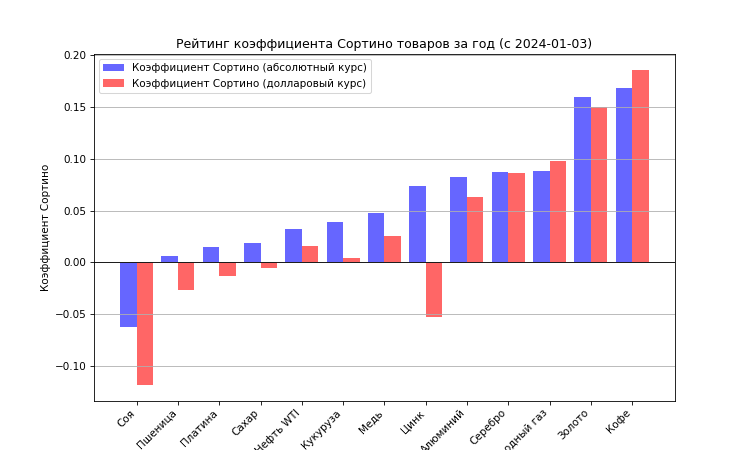 Рейтинг коэффициента Сортино товаров за год (с 2024-01-03)
Коэффициент Сортино (абсолютный курс)
Коэффициент Сортино (долларовый курс)
Коэффициент Сортино
0.20
0.15
0.10
0.05
0.00
−0.05
−0.10
Соя
Пшеница
Платина
Сахар
Нефть WTI
Кукуруза
Медь
Цинк
Алюминий
Серебро
газ
Золото
Кофе